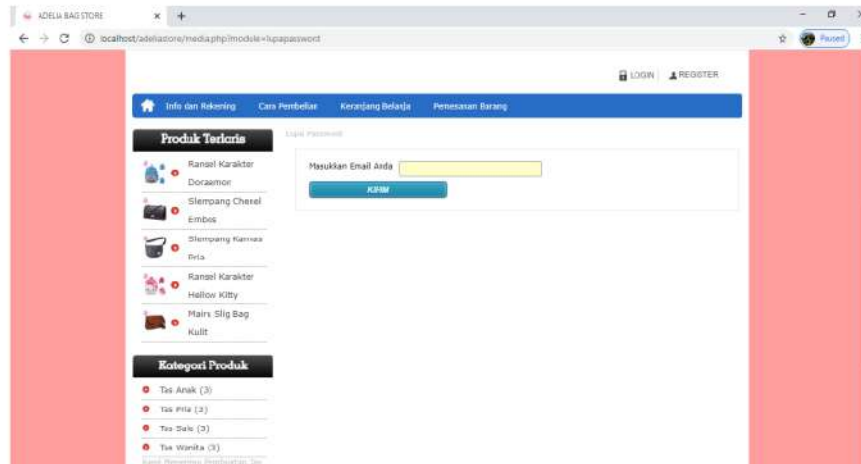 ADELIA BAG STORE
localhost/adeliastore/media.php?module=lupapassword
Paused
LOGIN REGISTER
Info dan Rekening Cara Pembelian Keranjang Belanja Pemesanan Barang
Produk Terlaris
Lupa Password
Ransel Karakter
Doraemon
Masukkan Email Anda
KIRIM
Slempang Chanel
Embos
Slempang Kanvas
Pria
Ransel Karakter
Hellow Kitty
Slig Bag
Kulit
Kategori Produk
Tas Anak (3)
Tas Pria (3)
Tas Sale (3)
Tas Wanita (3)